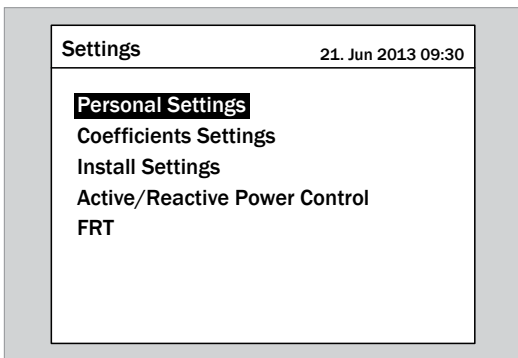 Settings 21. Jun 2013 09:30
Personal Settings
Coefficients Settings
Install Settings
Active/Reactive Power Control
FRT